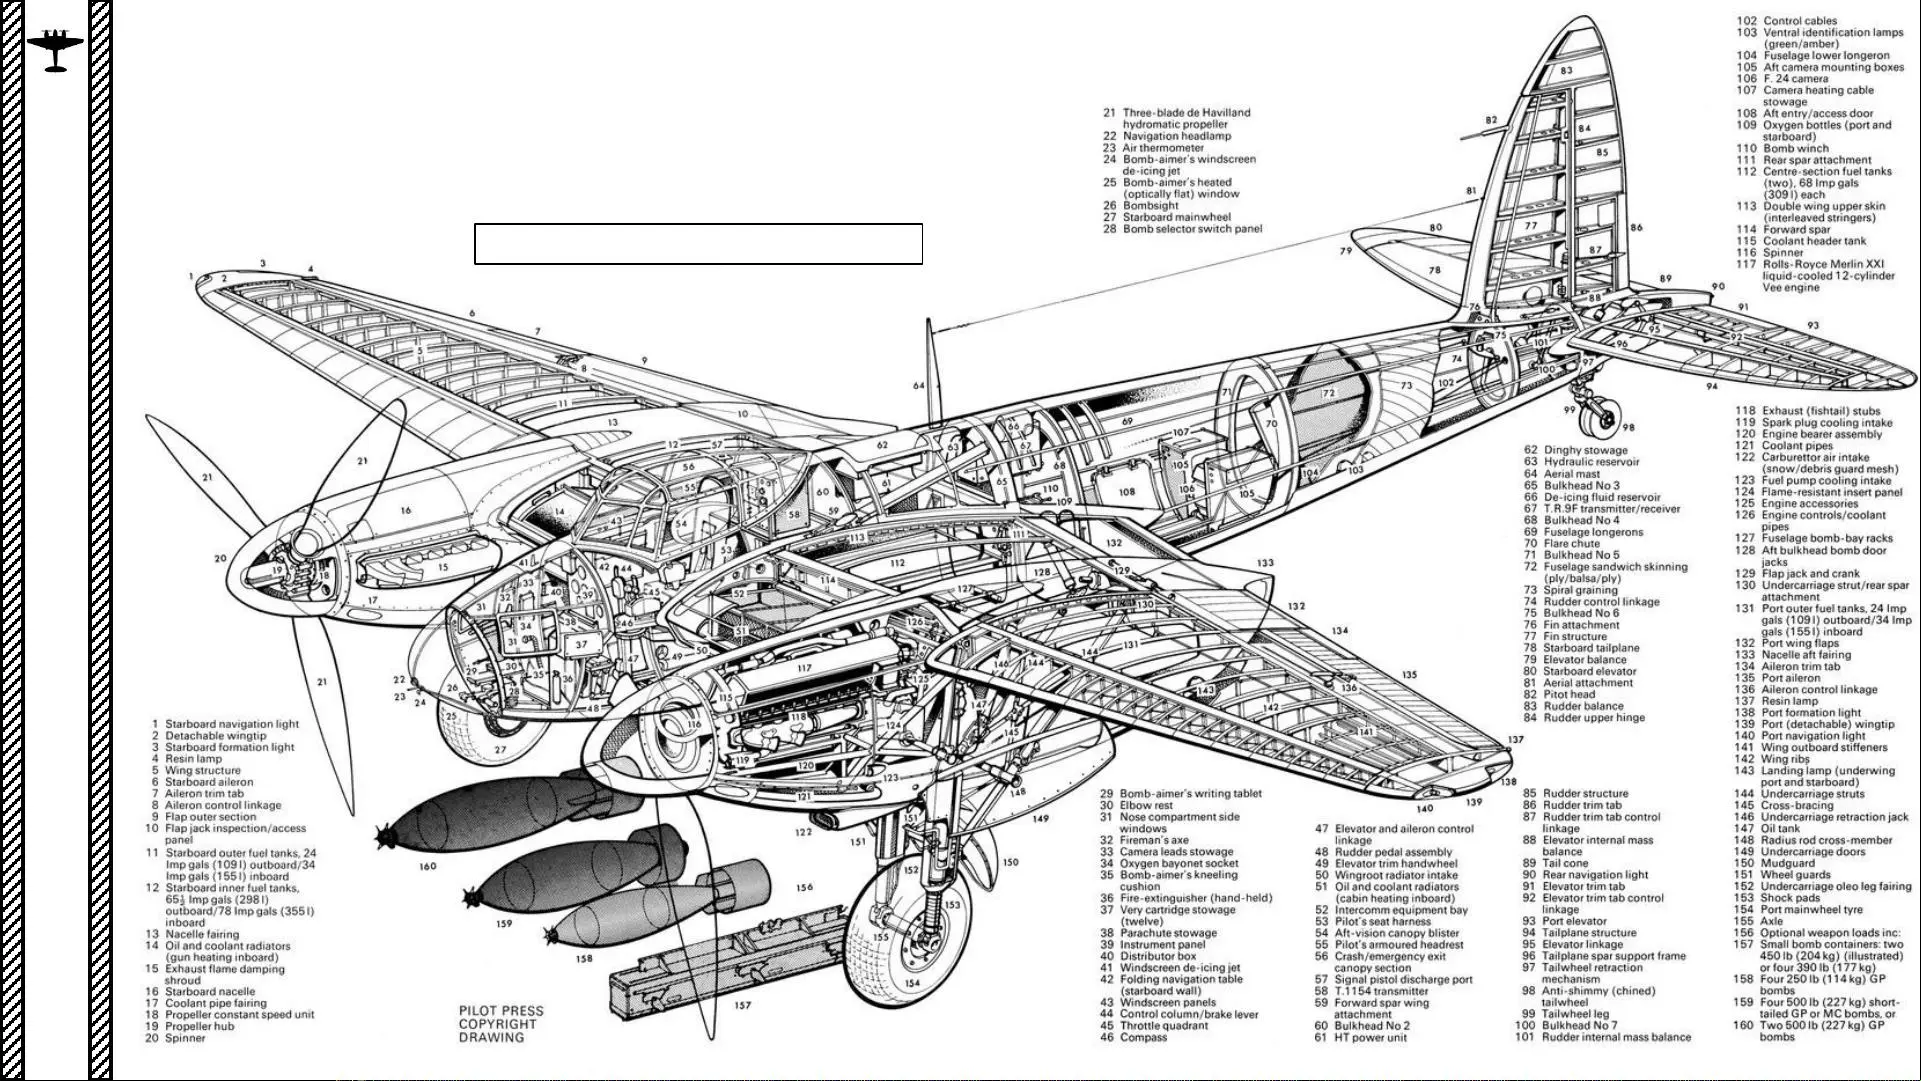 21 Three-blade de Havilland
hydromatic propeller
22 Navigation headlamp
23 Air thermometer
24 Bomb-aimer's windscreen
de-icing jet
25 Bomb-aimer's heated
(optically flat) window
26 Bombsight
27 Starboard mainwheel
28 Bomb selector switch panel
102 Control cables
103 Ventral identification lamps
(green/amber)
104 Fuselage lower longeron
105 Aft camera mounting boxes
106 F. 24 camera
107 Camera heating cable
stowage
108 Aft entry/access door
109 Oxygen bottles (port and
starboard)
110 Bomb winch
111 Rear spar attachment
112 Centre-section fuel tanks
(two), 68 Imp gals
(309 l) each
113 Double wing upper skin
(interleaved stringers)
114 Forward spar
115 Coolant header tank
116 Spinner
117 Rolls-Royce Merlin XXI
liquid-cooled 12-cylinder
Vee engine
1 Starboard navigation light
2 Detachable wingtip
3 Starboard formation light
4 Resin lamp
5 Wing structure
6 Starboard aileron
7 Aileron trim tab
8 Aileron control linkage
9 Flap outer section
10 Flap jack inspection/access
panel
11 Starboard outer fuel tanks, 24
Imp gals (109 l) outboard/34
Imp gals (155 l) inboard
12 Starboard inner fuel tanks,
65½ Imp gals (298 l)
outboard/78 Imp gals (355 l)
inboard
13 Nacelle fairing
14 Oil and coolant radiators
(gun heating inboard)
15 Exhaust flame damping
shroud
16 Starboard nacelle
17 Coolant pipe fairing
18 Propeller constant speed unit
19 Propeller hub
20 Spinner
PILOT PRESS
COPYRIGHT
DRAWING
29 Bomb-aimer's writing tablet
30 Elbow rest
31 Nose compartment side
windows
32 Fireman's axe
33 Camera leads stowage
34 Oxygen bayonet socket
35 Bomb-aimer's kneeling
cushion
36 Fire-extinguisher (hand-held)
37 Very cartridge stowage
(twelve)
38 Parachute stowage
39 Instrument panel
40 Distributor box
41 Windscreen de-icing jet
42 Folding navigation table
(starboard wall)
43 Windscreen panels
44 Control column/brake lever
45 Throttle quadrant
46 Compass
47 Elevator and aileron control
linkage
48 Rudder pedal assembly
49 Elevator trim handwheel
50 Wingroot radiator intake
51 Oil and coolant radiators
(cabin heating inboard)
52 Intercomm equipment bay
53 Pilot's seat harness
54 Aft-vision canopy blister
55 Pilot's armoured headrest
56 Crash/emergency exit
canopy section
57 Signal pistol discharge port
58 T.1154 transmitter
59 Forward spar wing
attachment
60 Bulkhead No 2
61 HT power unit
62 Dinghy stowage
63 Hydraulic reservoir
64 Aerial mast
65 Bulkhead No 3
66 De-icing fluid reservoir
67 T.R.9F transmitter/receiver
68 Bulkhead No 4
69 Fuselage longerons
70 Flare chute
71 Bulkhead No 5
72 Fuselage sandwich skinning
(ply/balsa/ply)
73 Spiral graining
74 Rudder control linkage
75 Bulkhead No 6
76 Fin attachment
77 Fin structure
78 Starboard tailplane
79 Elevator balance
80 Starboard elevator
81 Aerial attachment
82 Pitot head
83 Rudder balance
84 Rudder upper hinge
85 Rudder structure
86 Rudder trim tab
87 Rudder trim tab control
linkage
88 Elevator internal mass
balance
89 Tail cone
90 Rear navigation light
91 Elevator trim tab
92 Elevator trim tab control
linkage
93 Port elevator
94 Tailplane structure
95 Elevator linkage
96 Tailplane spar support frame
97 Tailwheel retraction
mechanism
98 Anti-shimmy (chined)
tailwheel
99 Tailwheel leg
100 Bulkhead No 7
101 Rudder internal mass balance
118 Exhaust (fishtail) stubs
119 Spark plug cooling intake
120 Engine bearer assembly
121 Coolant pipes
122 Carburettor air intake
(snow/debris guard mesh)
123 Fuel pump cooling intake
124 Flame-resistant insert panel
125 Engine accessories
126 Engine controls/coolant
pipes
127 Fuselage bomb-bay racks
128 Aft bulkhead bomb door
jacks
129 Flap jack and crank
130 Undercarriage strut/rear spar
attachment
131 Port outer fuel tanks, 24 Imp
gals (109 l) outboard/34 Imp
gals (155 l) inboard
132 Port wing flaps
133 Nacelle aft fairing
134 Aileron trim tab
135 Port aileron
136 Aileron control linkage
137 Resin lamp
138 Port formation light
139 Port (detachable) wingtip
140 Port navigation light
141 Wing outboard stiffeners
142 Wing ribs
143 Landing lamp (underwing
port and starboard)
144 Undercarriage struts
145 Cross-bracing
146 Undercarriage retraction jack
147 Oil tank
148 Radius rod cross-member
149 Undercarriage doors
150 Mudguard
151 Wheel guards
152 Undercarriage oleo leg fairing
153 Shock pads
154 Port mainwheel tyre
155 Axle
156 Optional weapon loads inc:
157 Small bomb containers: two
450 lb (204 kg) (illustrated)
or four 390 lb (177 kg)
158 Four 250 lb (114 kg) GP
bombs
159 Four 500 lb (227 kg) short-
tailed GP or MC bombs, or
160 Two 500 lb (227 kg) GP
bombs